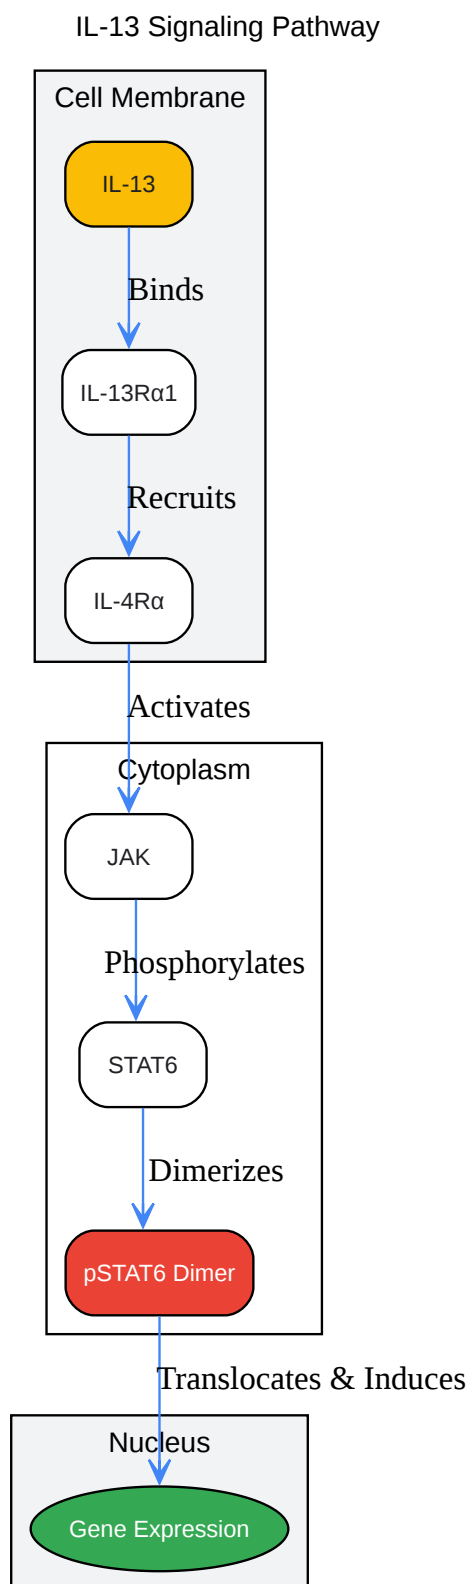 IL-13 Signaling Pathway
Cell Membrane
IL-13
Binds
IL-13Rα1
Recruits
IL-4Rα
Activates
Cytoplasm
JAK
Phosphorylates
STAT6
Dimerizes
pSTAT6 Dimer
Translocates & Induces
Nucleus
Gene Expression